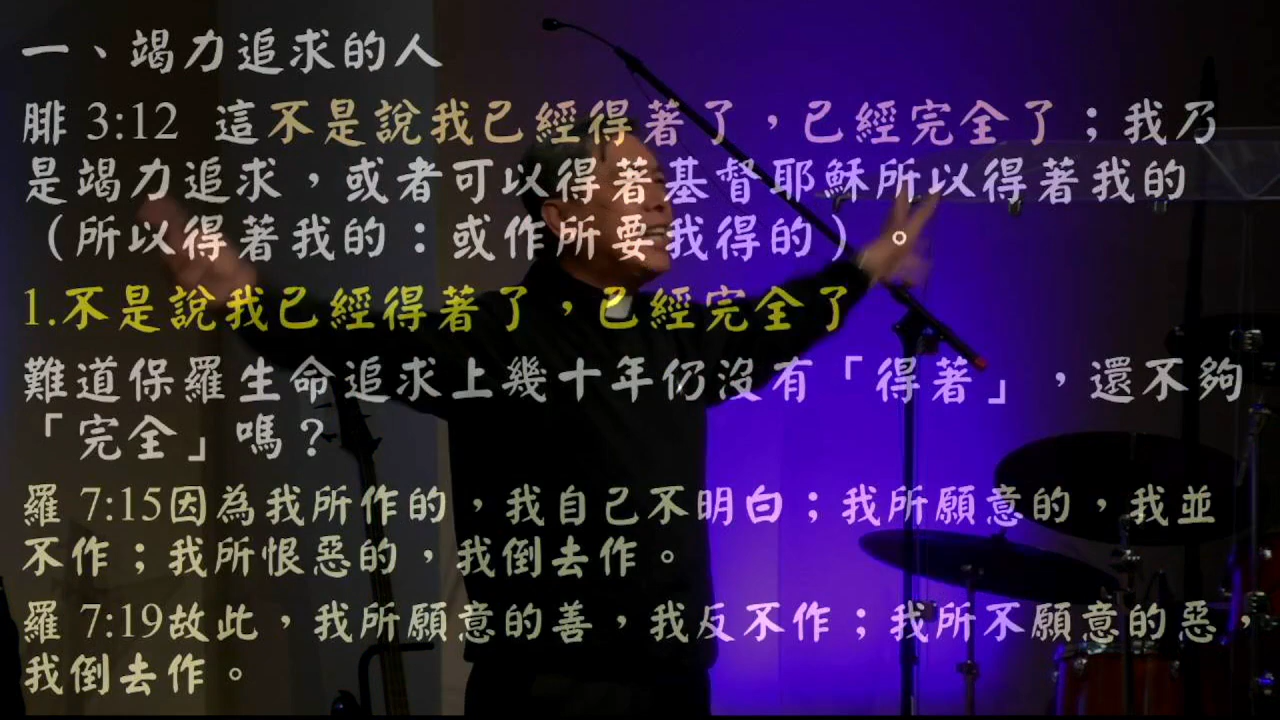 一、竭力追求的人
腓 3:12 這不是說我已經得著了，已經完全了；我乃
是竭力追求，或者可以得著基督耶穌所以得著我的
（所以得著我的：或作所要我得的）。
1.不是說我已經得著了，已經完全了
難道保羅生命追求上幾十年仍沒有「得著」，還不夠
「完全」嗎？
羅 7:15因為我所作的，我自己不明白；我所願意的，我並
不作；我所恨惡的，我倒去作。
羅 7:19故此，我所願意的善，我反不作；我所不願意的惡，
我倒去作。